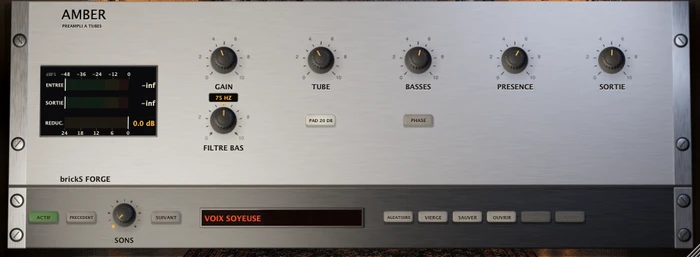 AMBER
PREAMPLI A TUBES
dBFS -48 -36 -24 -12 0
ENTREE -inf
SORTIE -inf
REDUC. 0.0 dB
24 18 12 6 0
GAIN
TUBE
BASSES
PRESENCE
SORTIE
75 HZ
PAD 20 DB
PHASE
FILTRE BAS
brickS FORGE
ACTIF
PRECEDENT
SUIVANT
VOIX SOYEUSE
ALEATOIRE
VIERGE
SAUVER
OUVRIR
SONS